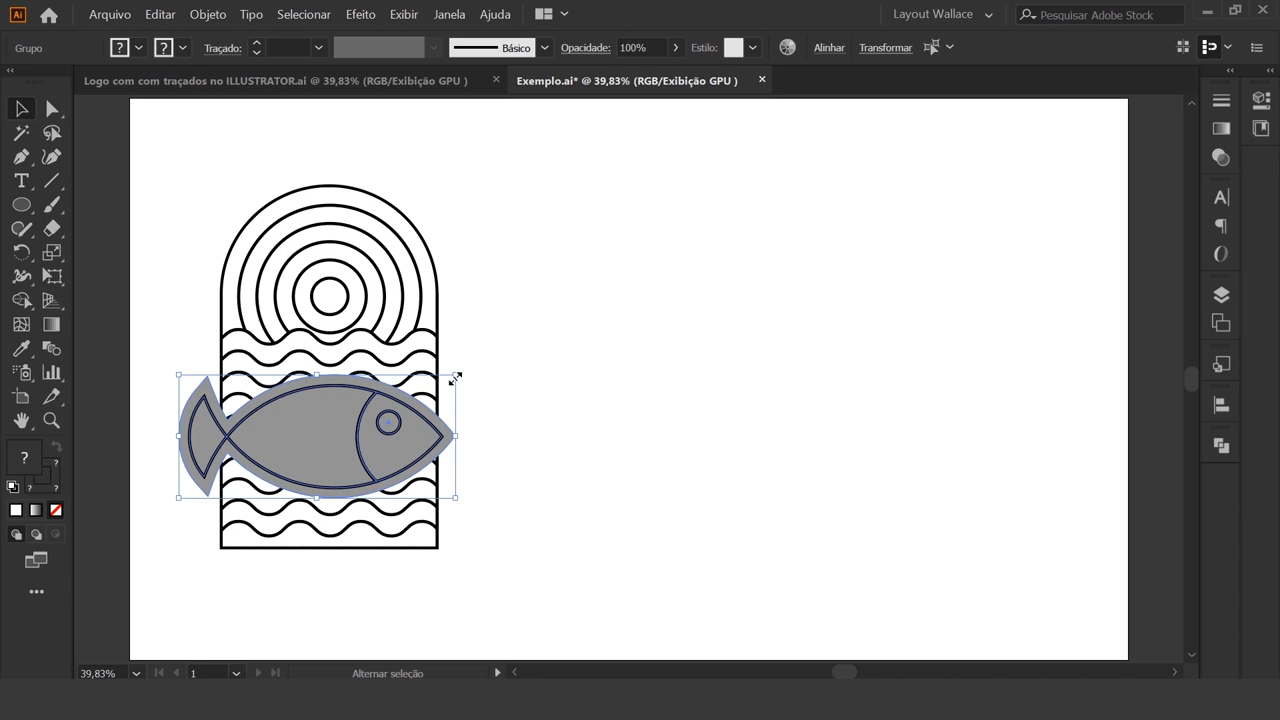 Ai Arquivo Editar Objeto Tipo Selecionar Efeito Exibir Janela Ajuda Layout Wallace Pesquisar Adobe Stock
Grupo ? ? Traçado: Básico Opacidade: 100% Estilo: Alinhar Transformar
Logo com com traçados no ILLUSTRATOR.ai @ 39,83% (RGB/Exibição GPU ) Exemplo.ai* @ 39,83% (RGB/Exibição GPU )
?
?
? ?
39,83% 1 Alternar seleção